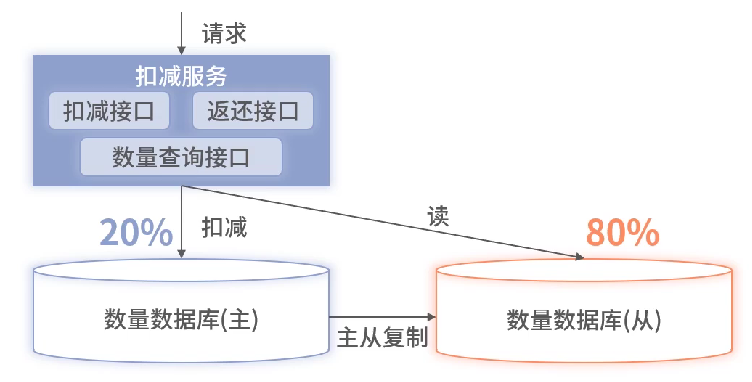 请求
扣减服务
扣减接口
返还接口
数量查询接口
20%
扣减
读
80%
数量数据库(主)
主从复制
数量数据库(从)